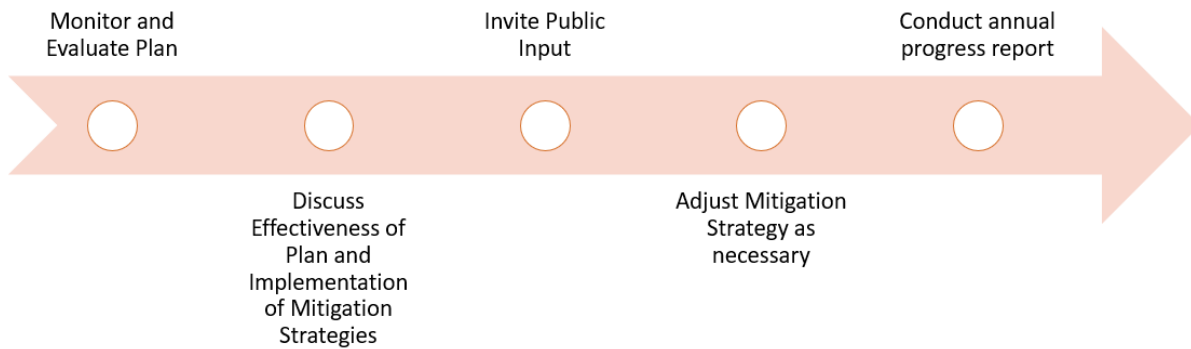 Monitor and
Evaluate Plan
Discuss
Effectiveness of
Plan and
Implementation
of Mitigation
Strategies
Invite Public
Input
Adjust Mitigation
Strategy as
necessary
Conduct annual
progress report